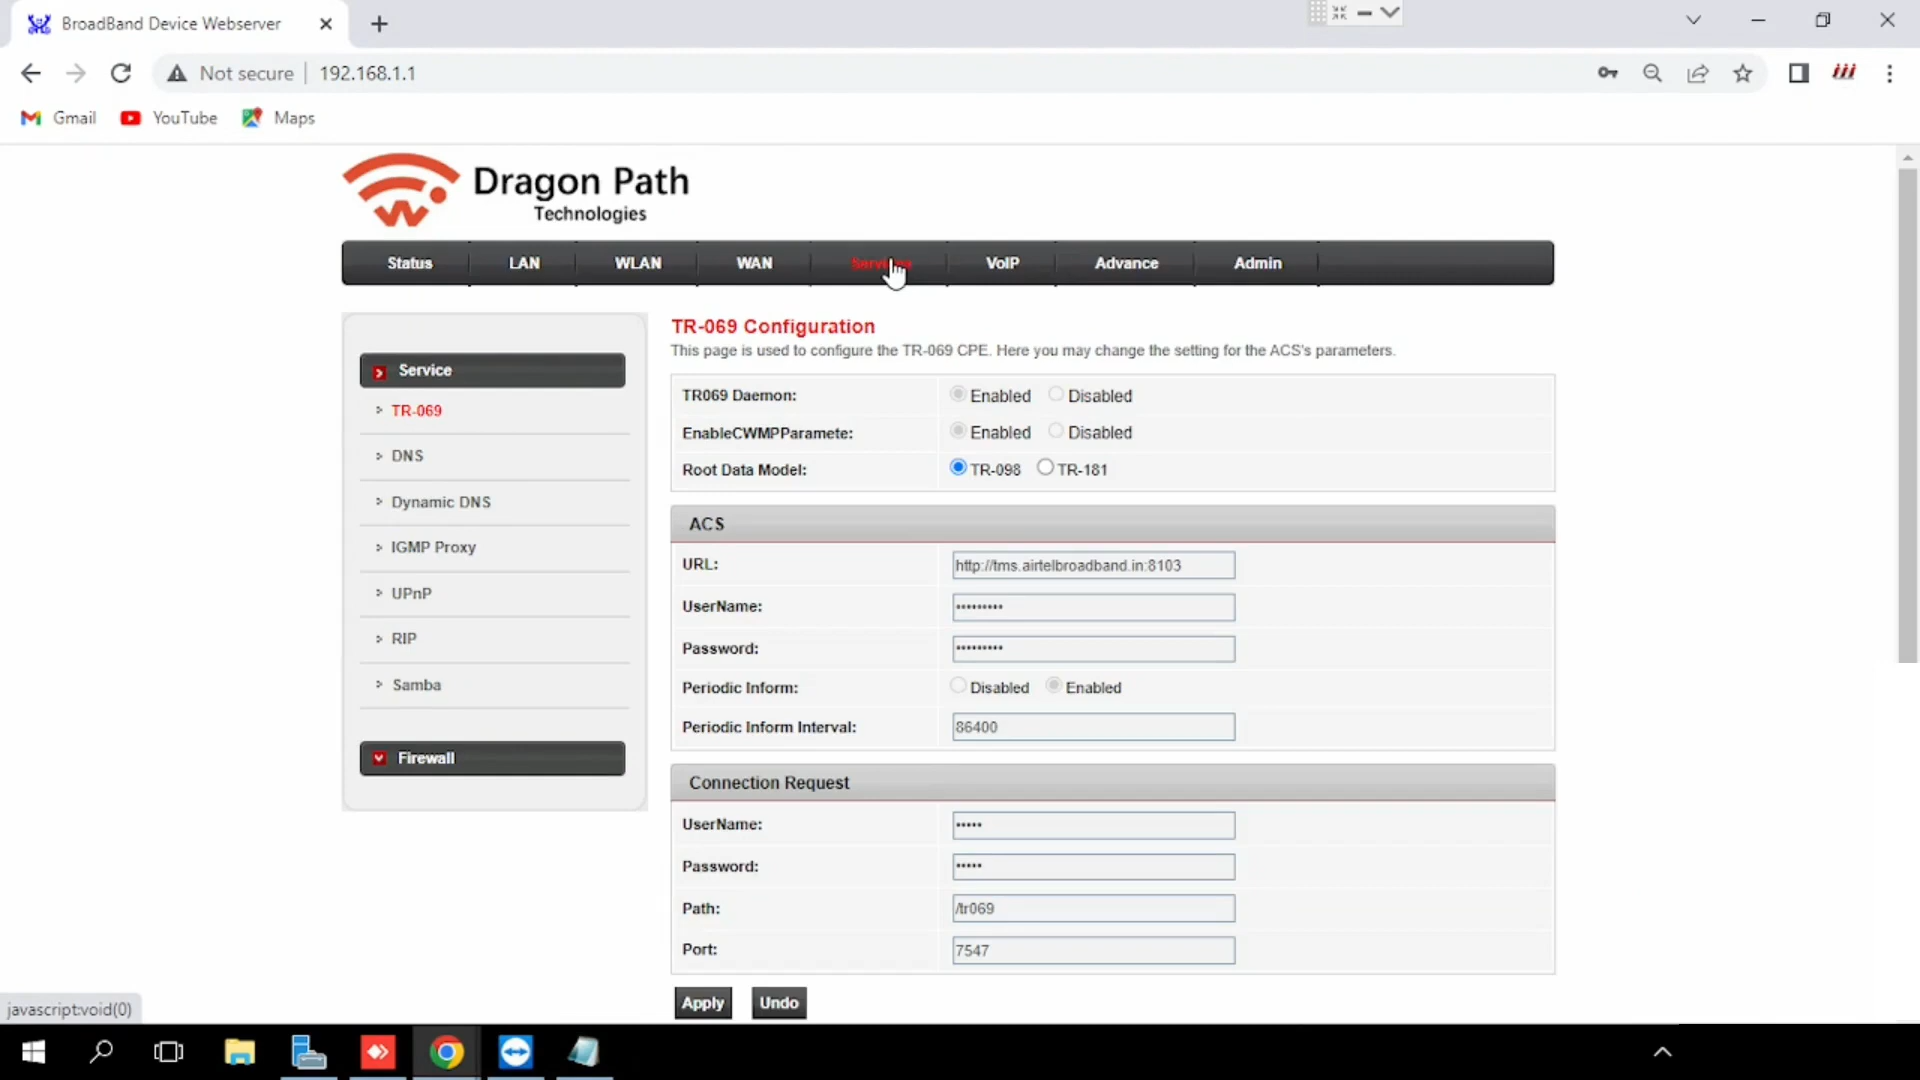 BroadBand Device Webserver
Not secure
192.168.1.1
Gmail
YouTube
Maps
Dragon Path
Technologies
Status
LAN
WLAN
WAN
VoIP
Advance
Admin
Service
TR-069
DNS
Dynamic DNS
IGMP Proxy
UPnP
RIP
Samba
Firewall
TR-069 Configuration
This page is used to configure the TR-069 CPE. Here you may change the setting for the ACS's parameters.
TR069 Daemon: Enabled Disabled
EnableCWMPParamete: Enabled Disabled
Root Data Model: TR-098 TR-181
ACS
URL: http://tms.airtelbroadband.in:8103
UserName: •••••••••
Password: •••••••••
Periodic Inform: Disabled Enabled
Periodic Inform Interval: 86400
Connection Request
UserName: •••••
Password: •••••
Path: /tr069
Port: 7547
Apply Undo
javascript:void(0)